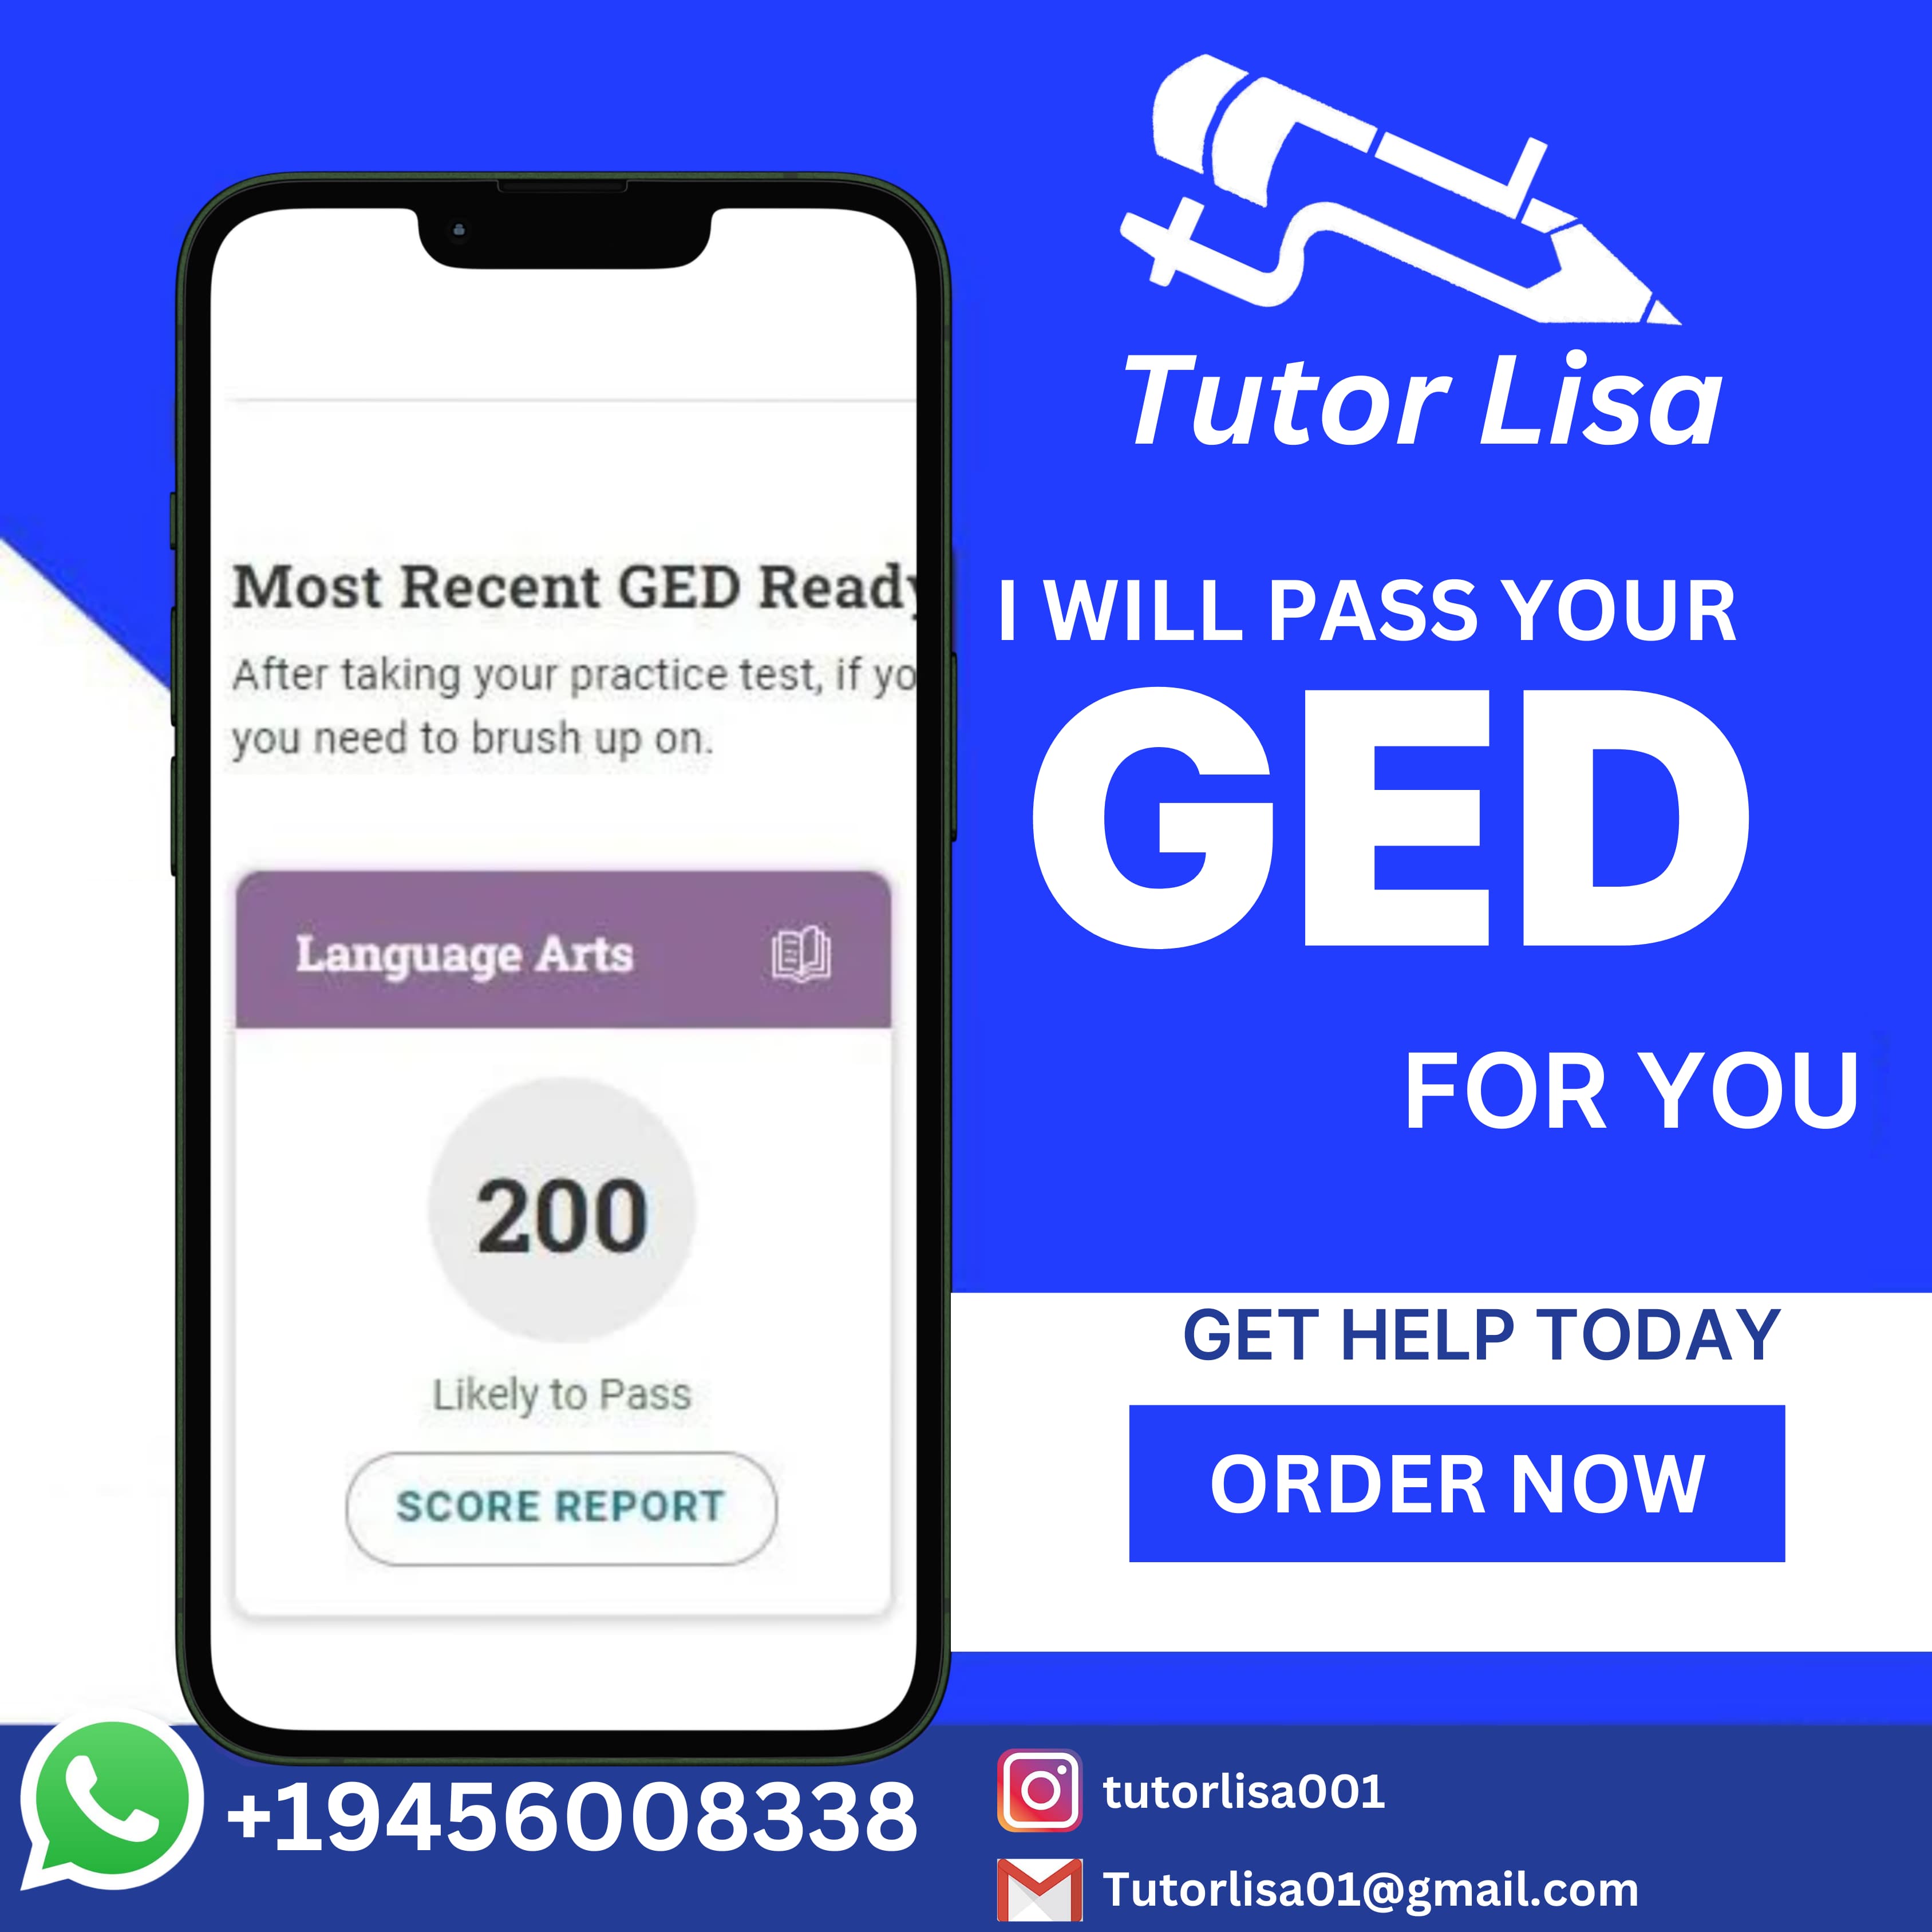 Tutor Lisa
I WILL PASS YOUR
GED
FOR YOU
Most Recent GED Ready
After taking your practice test, if yo
you need to brush up on.
Language Arts
200
Likely to Pass
SCORE REPORT
GET HELP TODAY
ORDER NOW
+19456008338
tutorlisa001
Tutorlisa01@gmail.com